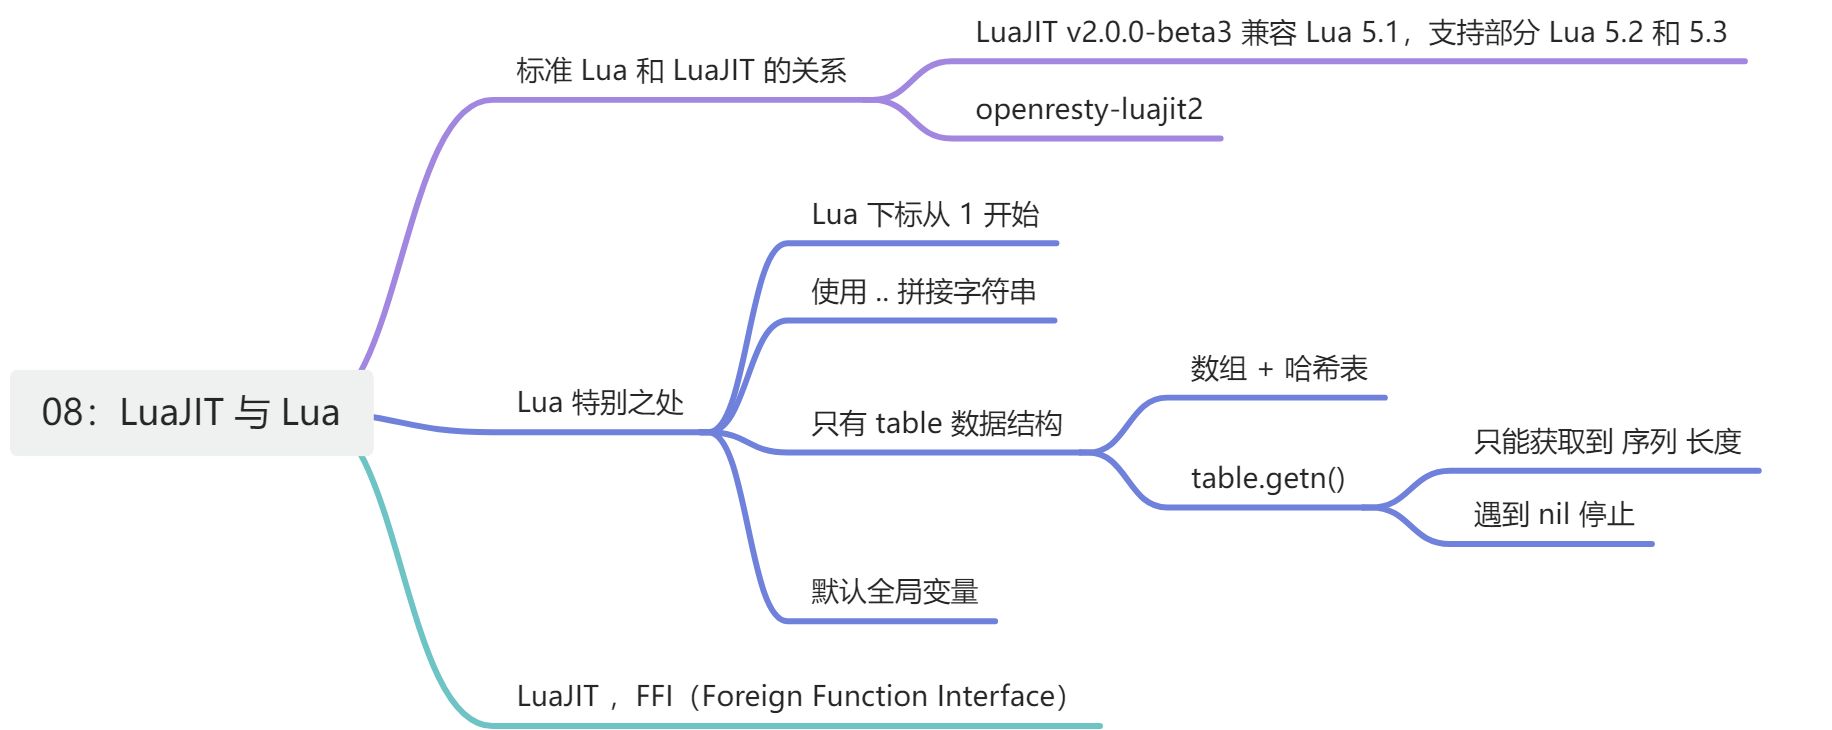 LuaJIT v2.0.0-beta3 兼容 Lua 5.1，支持部分 Lua 5.2 和 5.3
标准 Lua 和 LuaJIT 的关系
openresty-luajit2
Lua 下标从 1 开始
使用 .. 拼接字符串
数组 + 哈希表
08：LuaJIT 与 Lua
Lua 特别之处
只有 table 数据结构
只能获取到 序列 长度
table.getn()
遇到 nil 停止
默认全局变量
LuaJIT ，FFI（Foreign Function Interface）